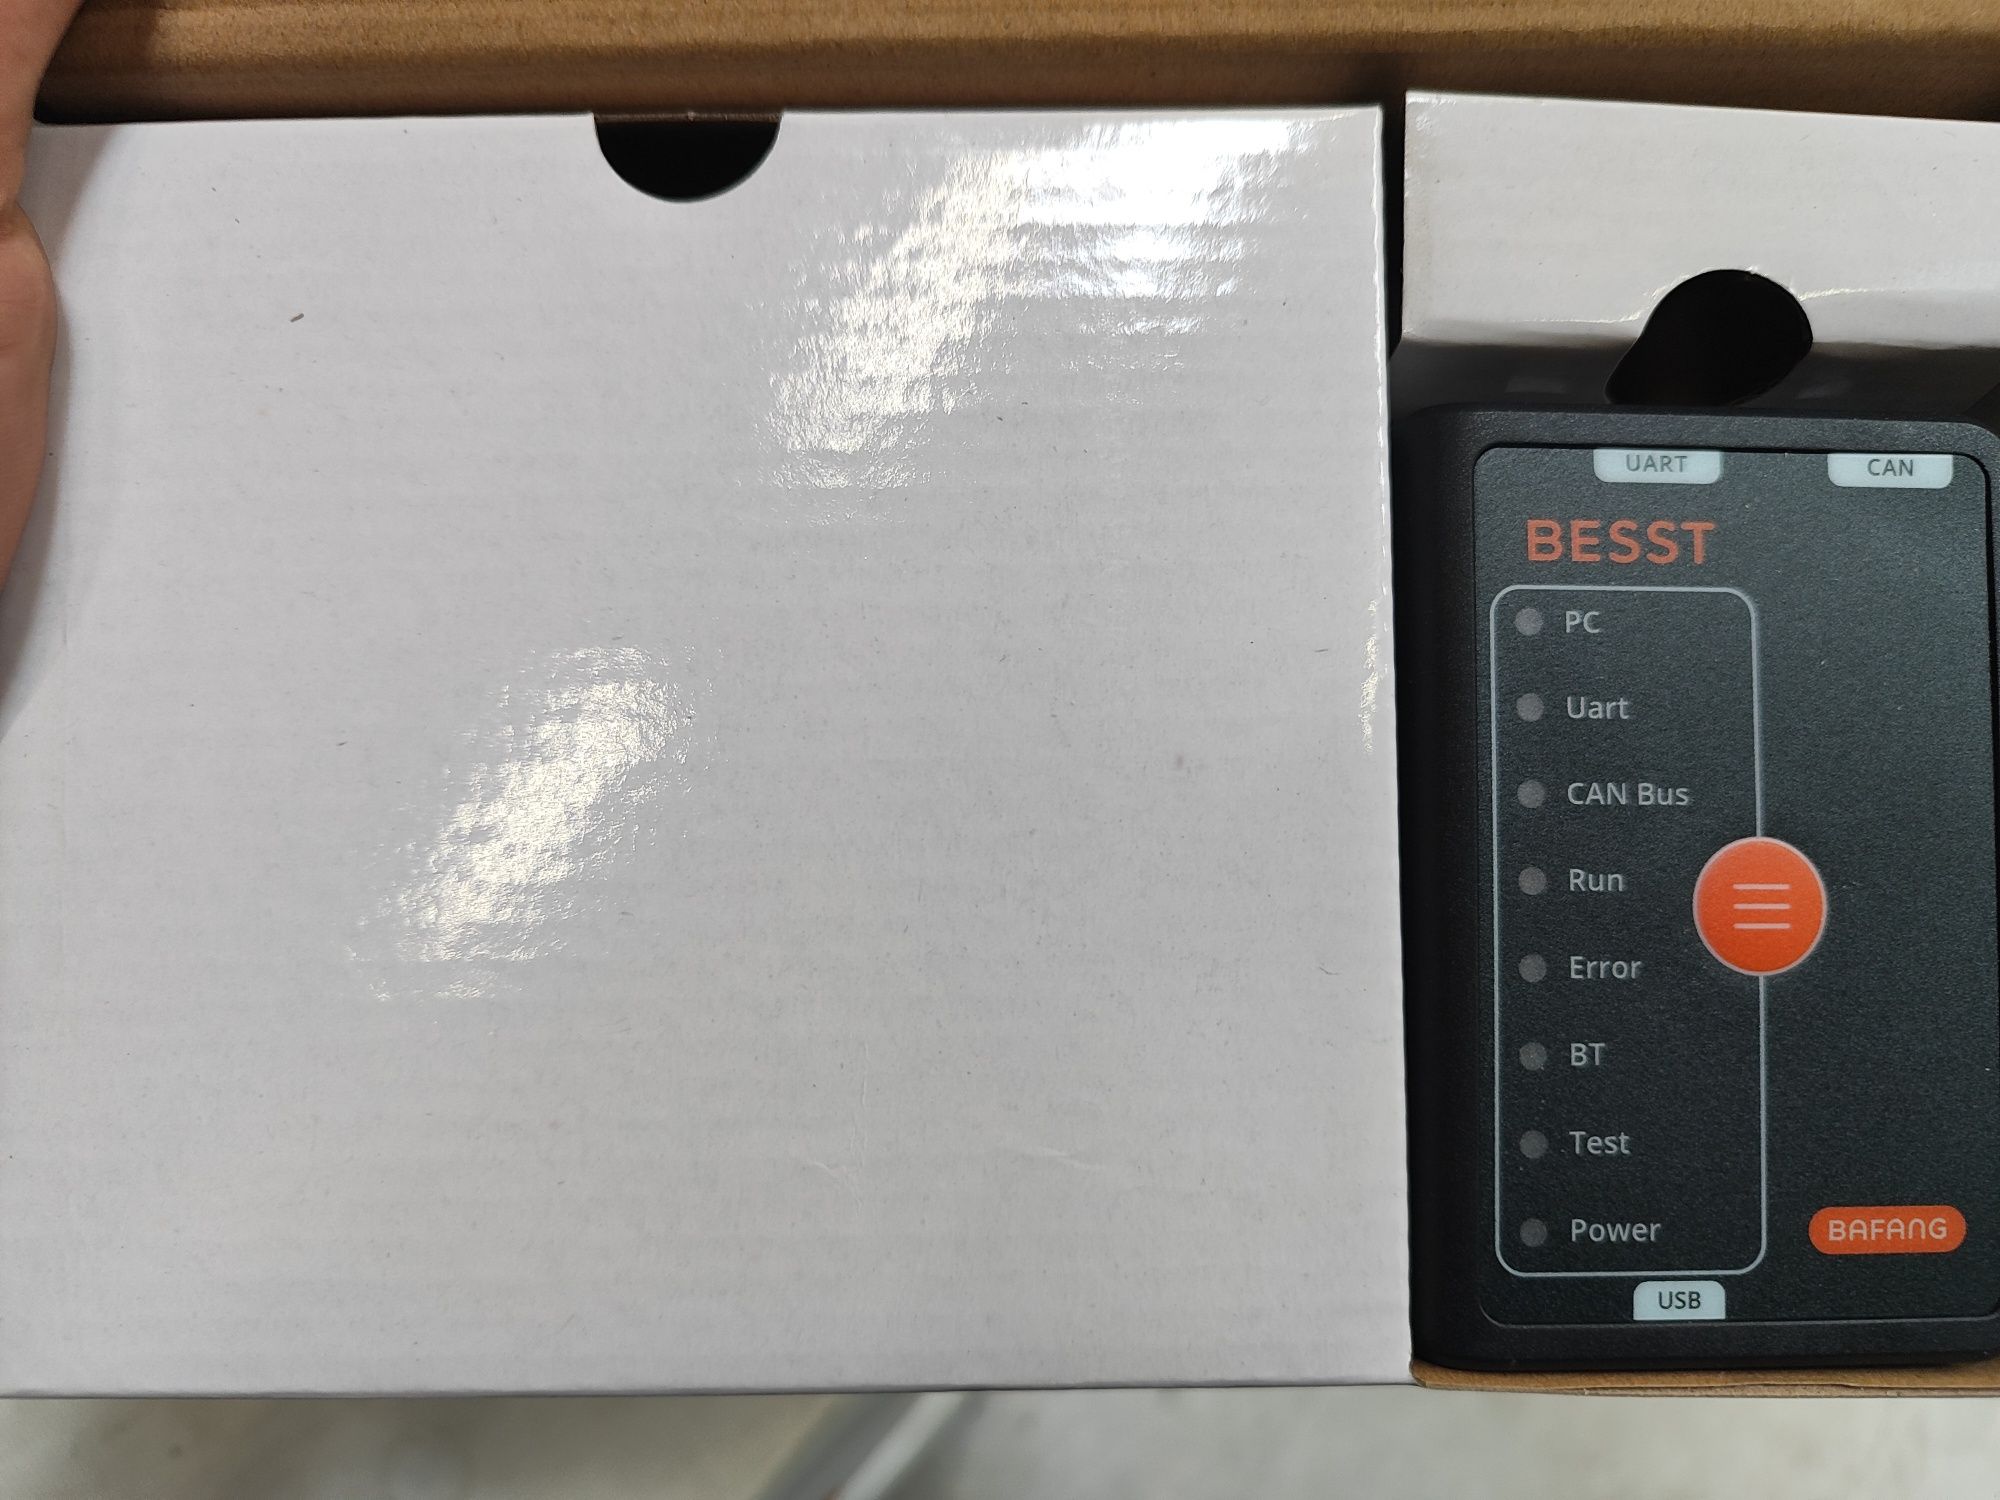 UART CAN
BESST
PC
Uart
CAN Bus
Run
Error
BT
Test
Power
BAFANG
USB